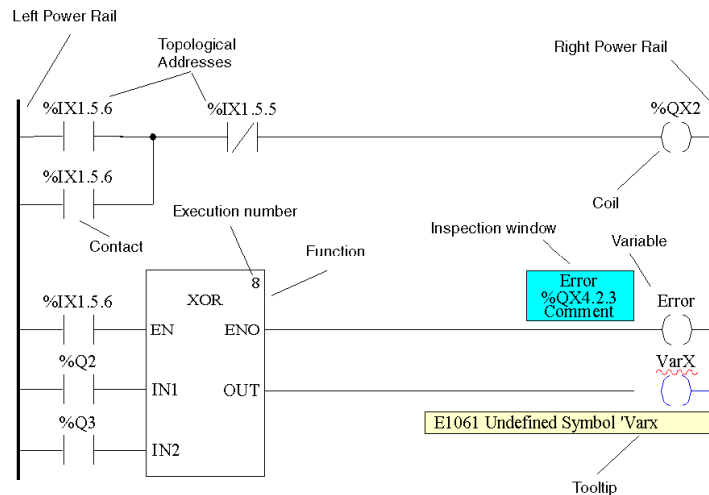 Left Power Rail
Topological
Addresses
Right Power Rail
%IX1.5.6
%IX1.5.5
%QX2
%IX1.5.6
Coil
Contact
Execution number
Inspection window
Variable
Function
8
XOR
Error
%QX4.2.3
Comment
Error
%IX1.5.6
EN
ENO
%Q2
VarX
IN1
OUT
%Q3
E1061 Undefined Symbol 'Varx
IN2
Tooltip